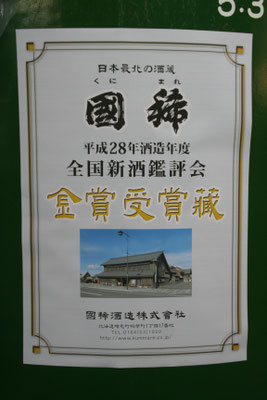 5.3
日本最北の酒蔵
くに まれ
國稀
平成28年酒造年度
全国新酒鑑評会
金賞受賞蔵
國稀酒造株式會社